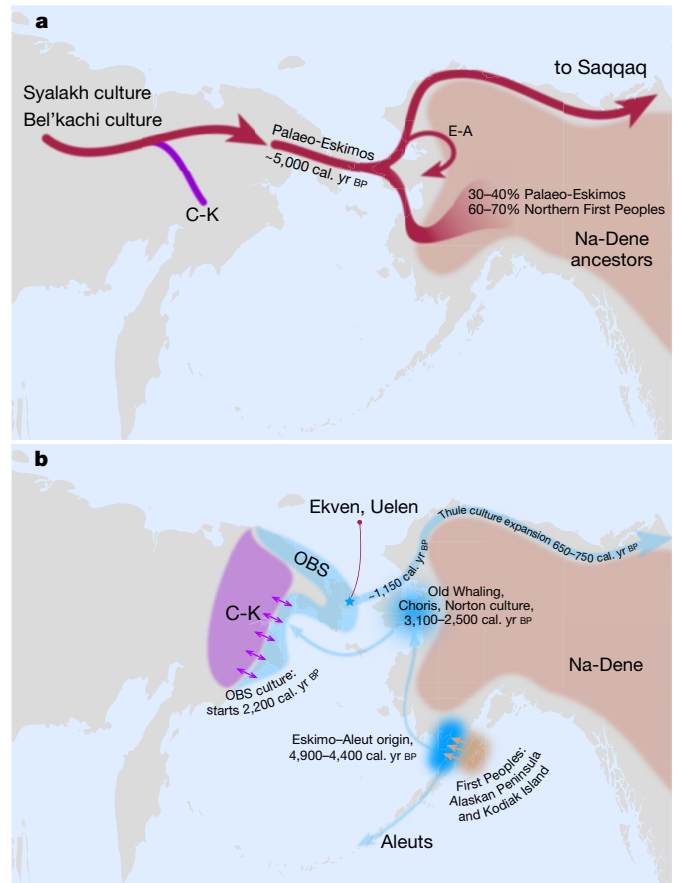 a
to Saqqaq
Syalakh culture
Bel'kachi culture
Palaeo-Eskimos
~5,000 cal. yr BP
E-A
C-K
30–40% Palaeo-Eskimos
60–70% Northern First Peoples
Na-Dene
ancestors
b
Ekven, Uelen
Thule culture expansion 650–750 cal. yr BP
OBS
~1,150 cal. yr BP
Old Whaling,
Choris, Norton culture,
3,100–2,500 cal. yr BP
C-K
Na-Dene
OBS culture:
starts 2,200 cal. yr BP
Eskimo–Aleut origin,
4,900–4,400 cal. yr BP
First Peoples:
Alaskan Peninsula
and Kodiak Island
Aleuts